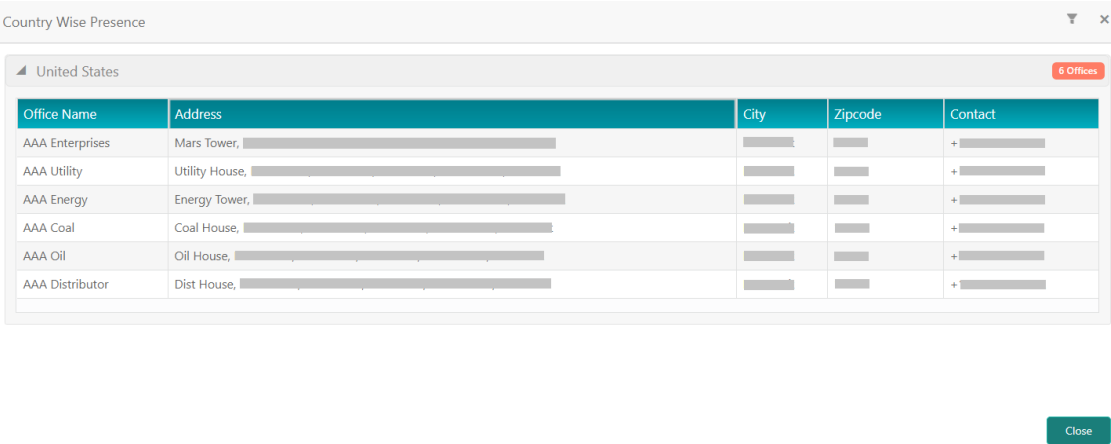 Country Wise Presence
United States
6 Offices
Office Name Address City Zipcode Contact
AAA Enterprises Mars Tower, +
AAA Utility Utility House, +
AAA Energy Energy Tower, +
AAA Coal Coal House, +
AAA Oil Oil House, +
AAA Distributor Dist House, +
Close